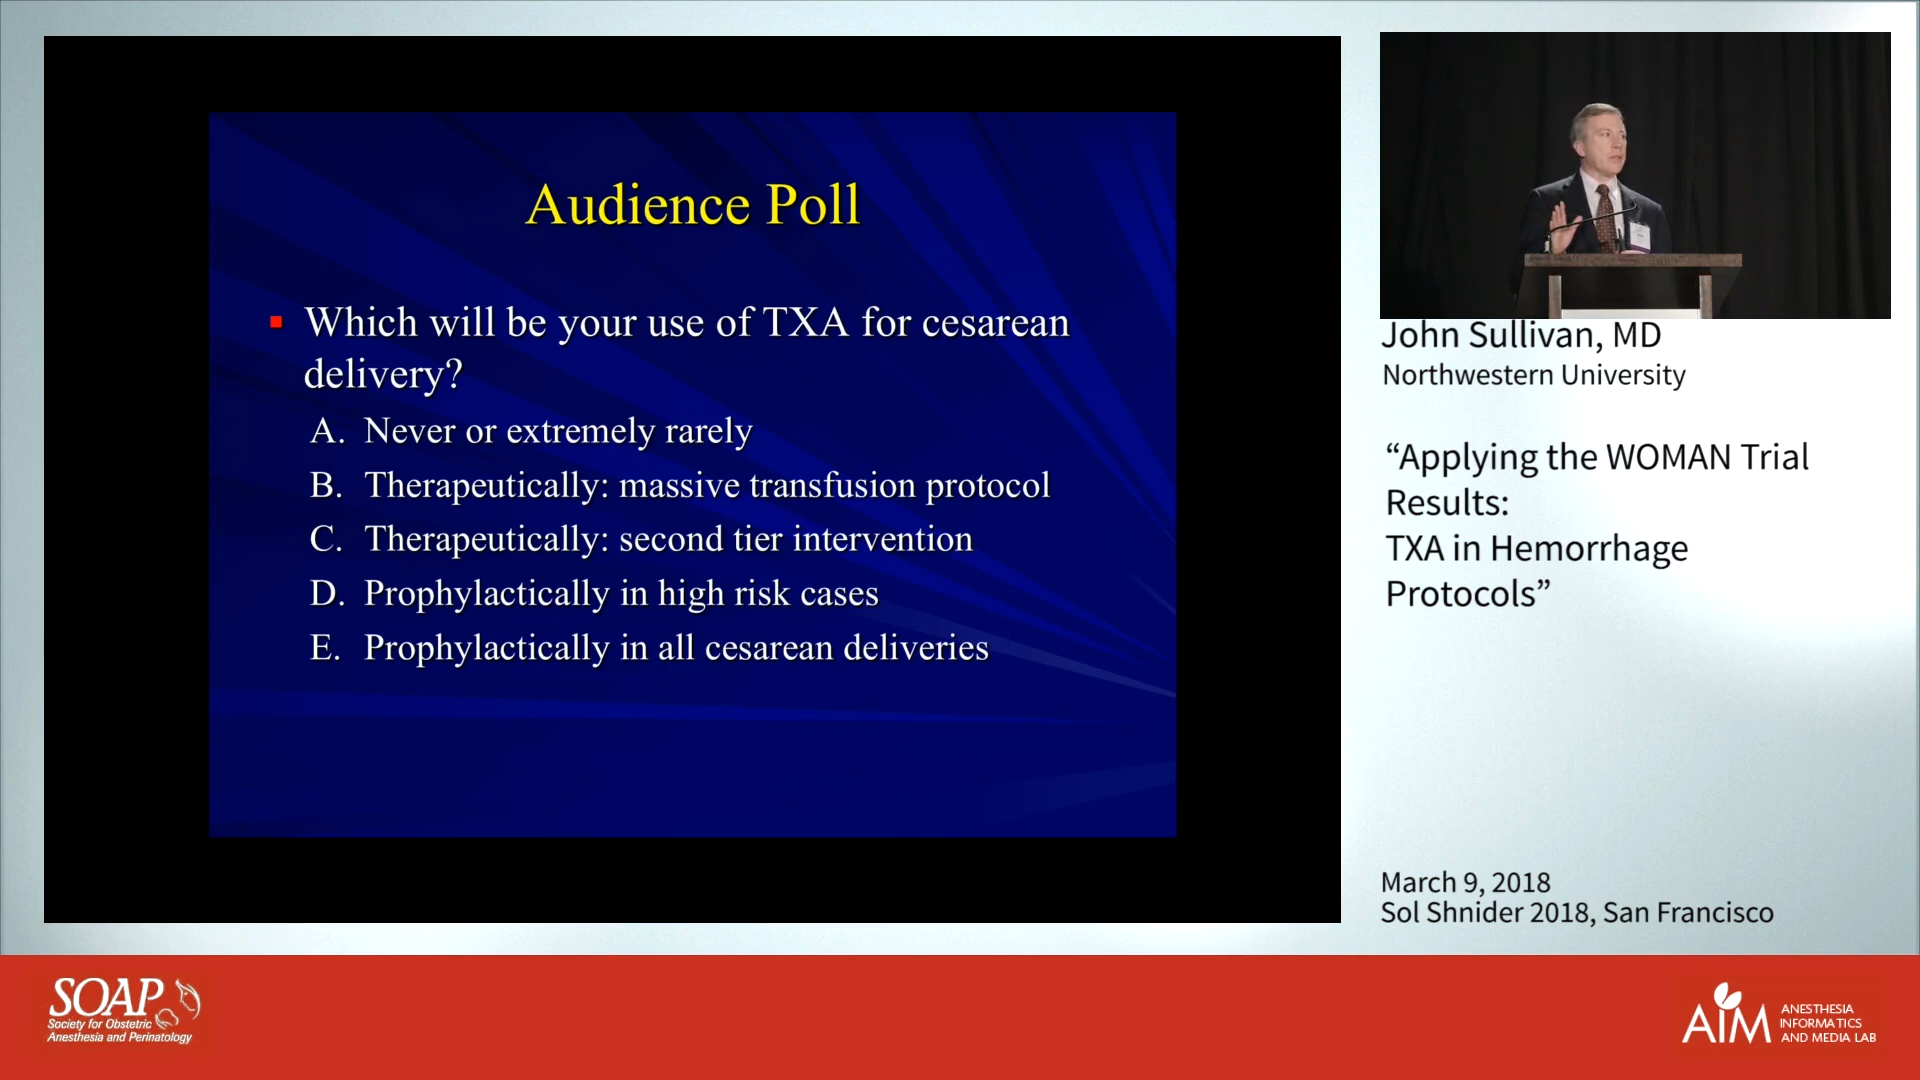 Audience Poll
Which will be your use of TXA for cesarean
delivery?
A. Never or extremely rarely
B. Therapeutically: massive transfusion protocol
C. Therapeutically: second tier intervention
D. Prophylactically in high risk cases
E. Prophylactically in all cesarean deliveries
John Sullivan, MD
Northwestern University
“Applying the WOMAN Trial
Results:
TXA in Hemorrhage
Protocols”
March 9, 2018
Sol Shnider 2018, San Francisco
SOAP
Society for Obstetric
Anesthesia and Perinatology
AIM
ANESTHESIA
INFORMATICS
AND MEDIA LAB